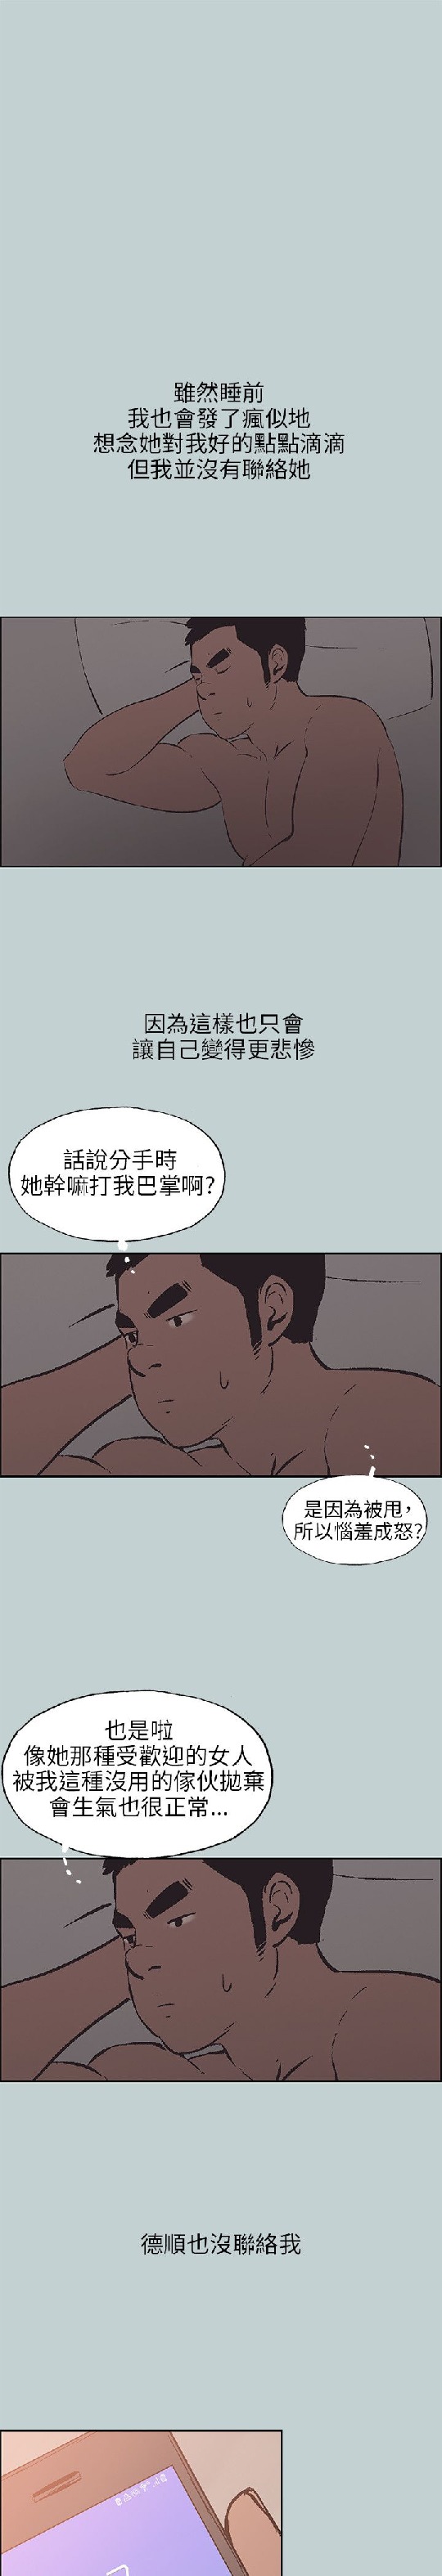 雖然睡前
我也會發了瘋似地
想念她對我好的點點滴滴
但我並沒有聯絡她
因為這樣也只會
讓自己變得更悲慘
話說分手時
她幹嘛打我巴掌啊?
是因為被甩，
所以惱羞成怒?
也是啦
像她那種受歡迎的女人
被我這種沒用的傢伙拋棄
會生氣也很正常...
德順也沒聯絡我